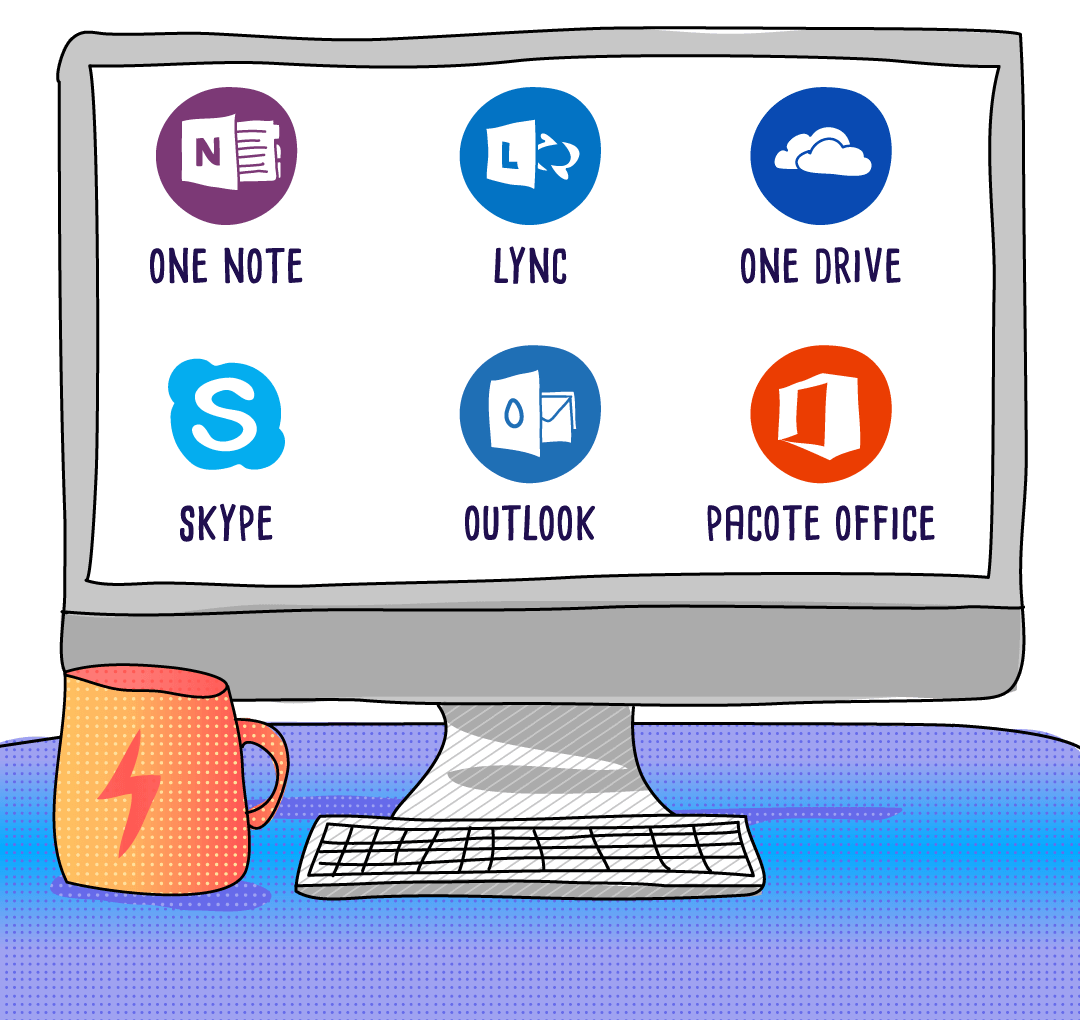 N
L
ONE NOTE
LYNC
ONE DRIVE
S
O
SKYPE
OUTLOOK
PACOTE OFFICE